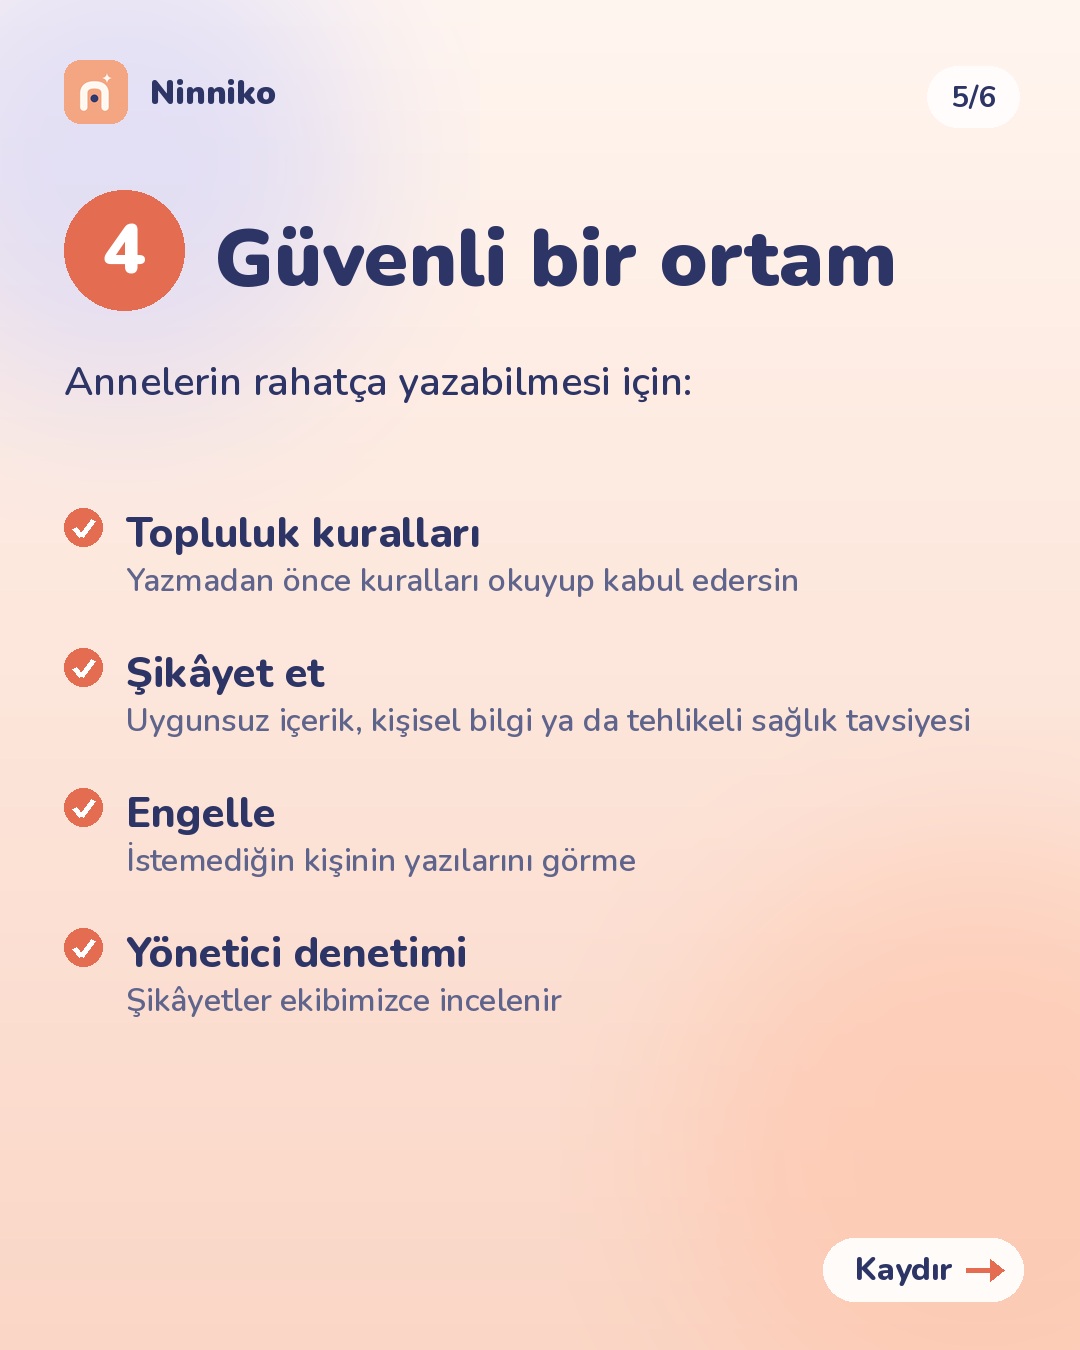 Ninniko
5/6
4
Güvenli bir ortam
Annelerin rahatça yazabilmesi için:
Topluluk kuralları
Yazmadan önce kuralları okuyup kabul edersin
Şikâyet et
Uygunsuz içerik, kişisel bilgi ya da tehlikeli sağlık tavsiyesi
Engelle
İstemediğin kişinin yazılarını görme
Yönetici denetimi
Şikâyetler ekibimizce incelenir
Kaydır